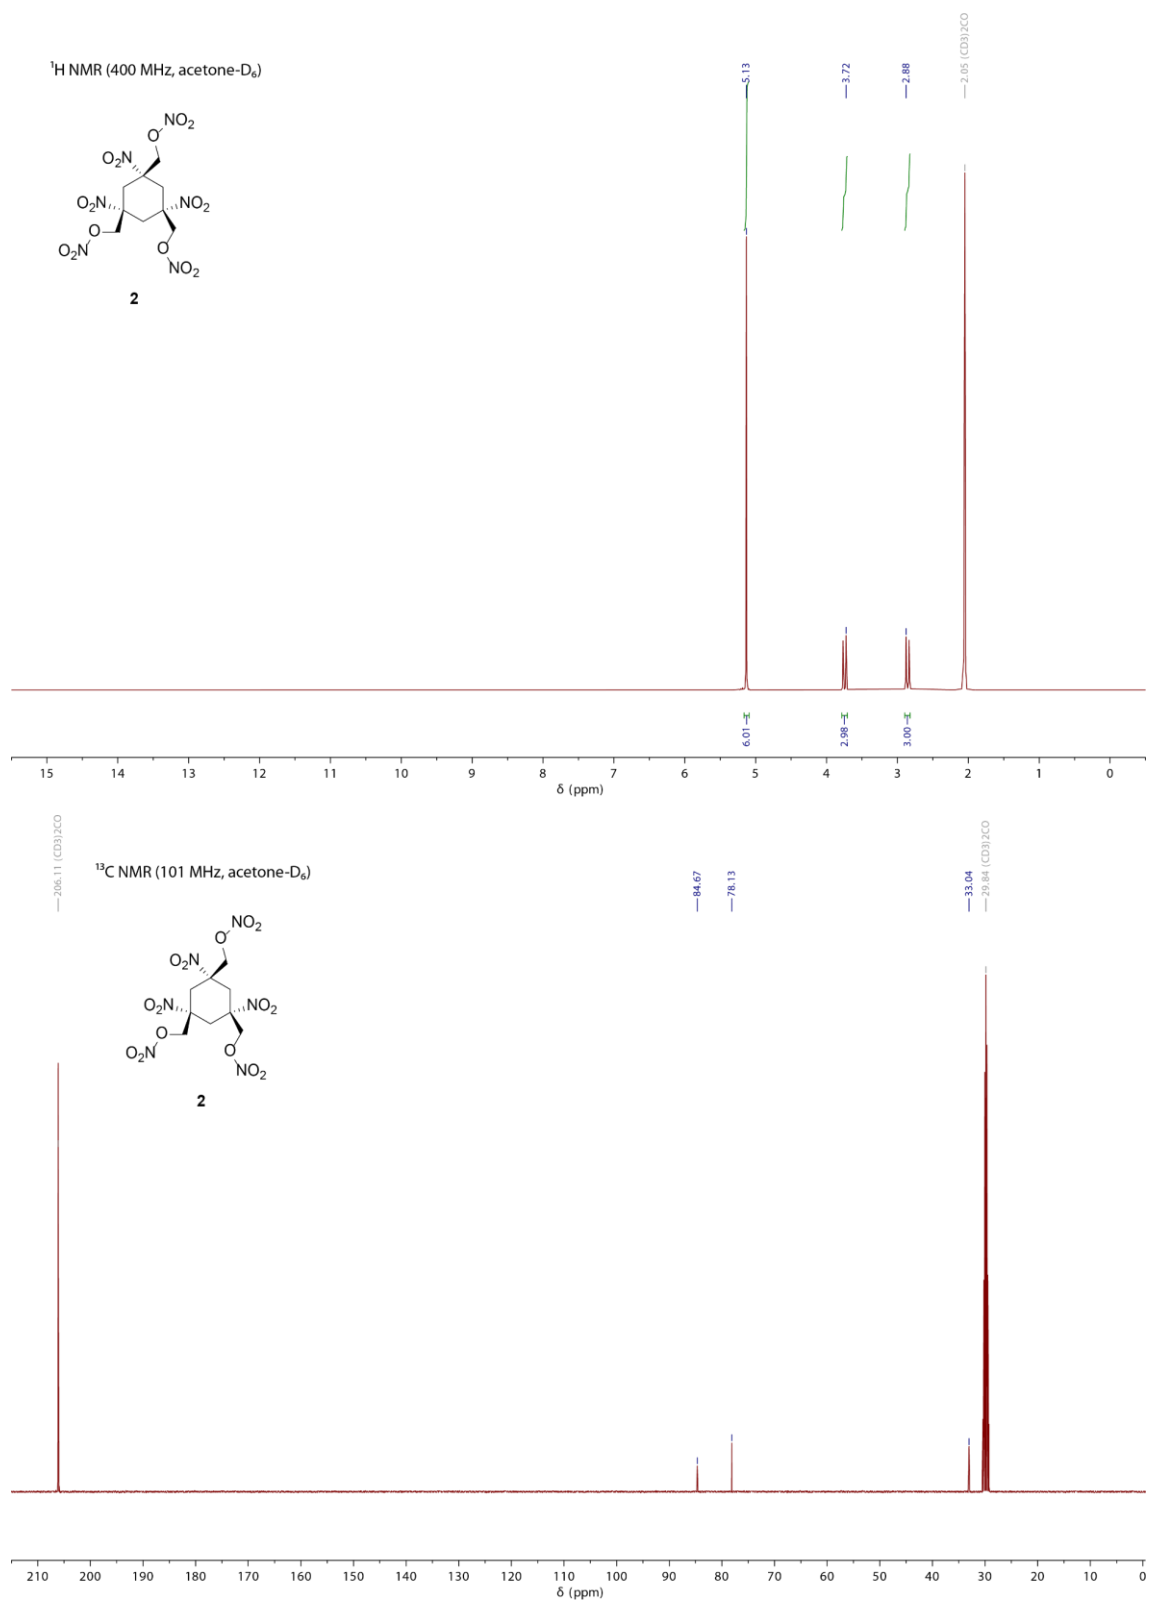 5.13
3.72
2.88
2.05 (CD3)2CO
¹H NMR (400 MHz, acetone-D₆)
NO₂
O
O₂N
O₂N
NO₂
O
O₂N
O
NO₂
2
6.01
2.98
3.00
15 14 13 12 11 10 9 8 7 6 5 4 3 2 1 0
δ (ppm)
206.11 (CD3)2CO
84.67
78.13
33.04
29.84 (CD3)2CO
¹³C NMR (101 MHz, acetone-D₆)
NO₂
O
O₂N
O₂N
NO₂
O
O₂N
O
NO₂
2
210 200 190 180 170 160 150 140 130 120 110 100 90 80 70 60 50 40 30 20 10 0
δ (ppm)